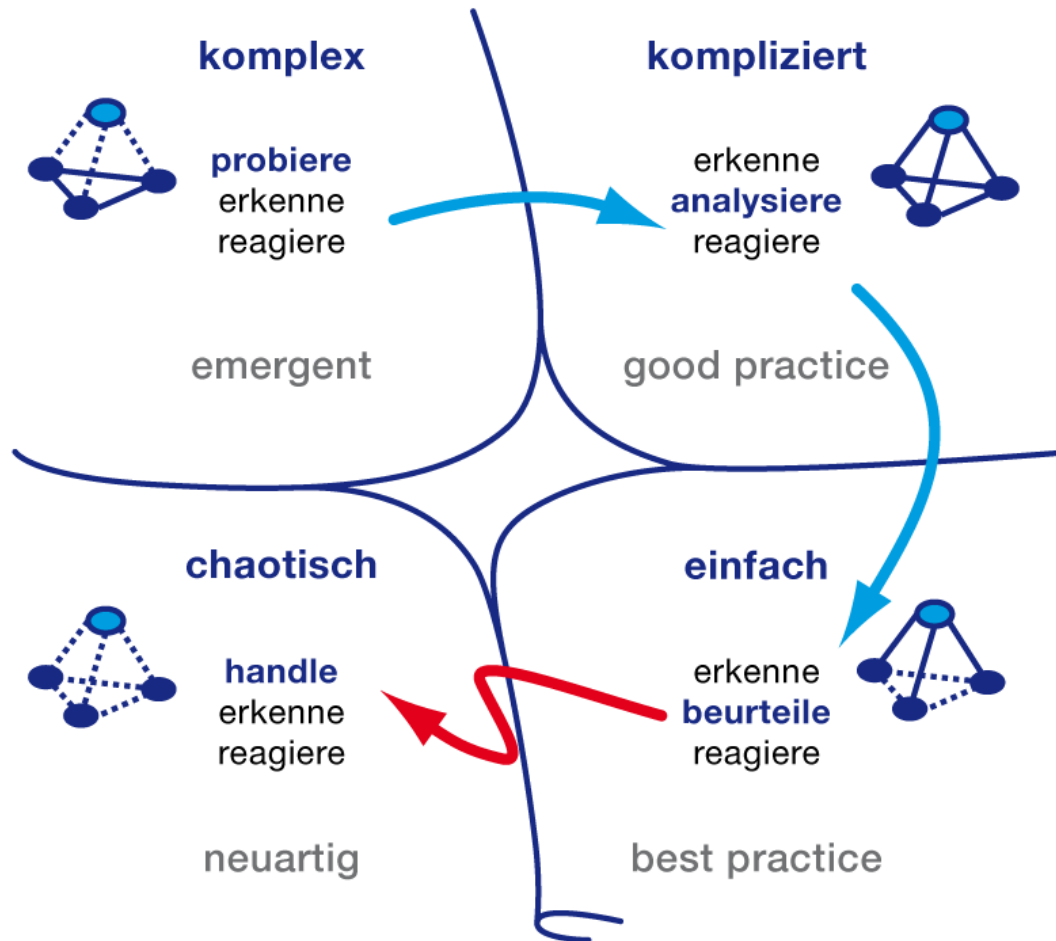 komplex
probiere
erkenne
reagiere
emergent
kompliziert
erkenne
analysiere
reagiere
good practice
chaotisch
handle
erkenne
reagiere
neuartig
einfach
erkenne
beurteile
reagiere
best practice